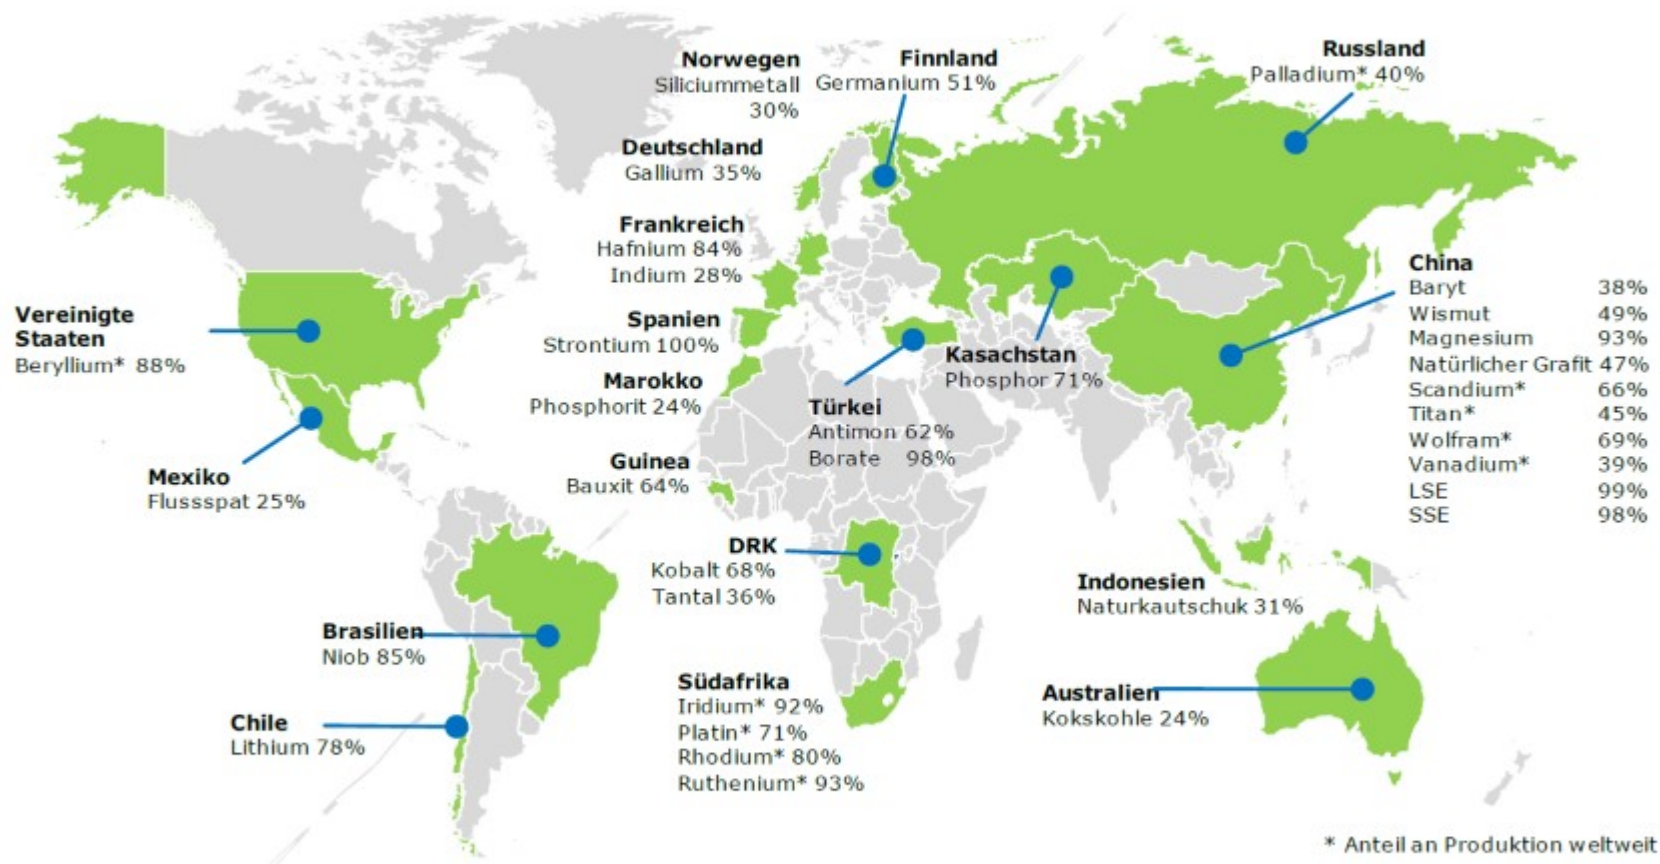 Norwegen
Siliciummetall
30%
Finnland
Germanium 51%
Russland
Palladium* 40%
Deutschland
Gallium 35%
Frankreich
Hafnium 84%
Indium 28%
Spanien
Strontium 100%
Marokko
Phosphorit 24%
Guinea
Bauxit 64%
Vereinigte
Staaten
Beryllium* 88%
Mexiko
Flussspat 25%
Kasachstan
Phosphor 71%
Türkei
Antimon 62%
Borate 98%
China
Baryt 38%
Wismut 49%
Magnesium 93%
Natürlicher Grafit 47%
Scandium* 66%
Titan* 45%
Wolfram* 69%
Vanadium* 39%
LSE 99%
SSE 98%
DRK
Kobalt 68%
Tantal 36%
Indonesien
Naturkautschuk 31%
Brasilien
Niob 85%
Chile
Lithium 78%
Südafrika
Iridium* 92%
Platin* 71%
Rhodium* 80%
Ruthenium* 93%
Australien
Kokskohle 24%
* Anteil an Produktion weltweit